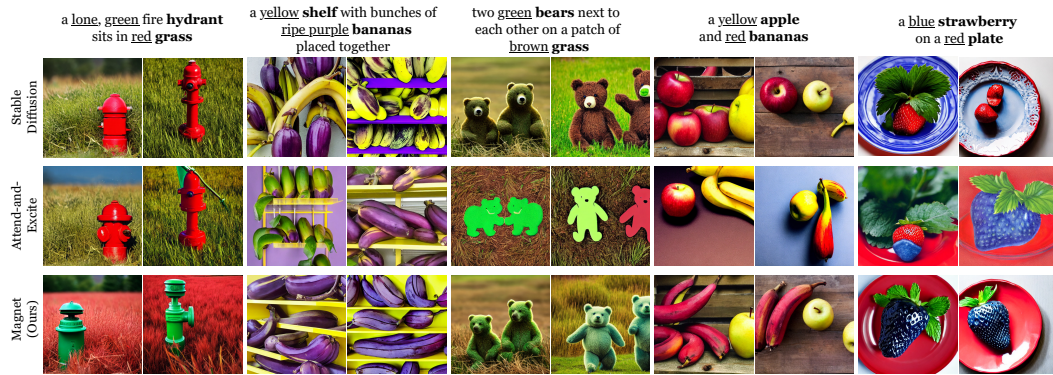 a lone, green fire hydrant
sits in red grass
a yellow shelf with bunches of
ripe purple bananas
placed together
two green bears next to
each other on a patch of
brown grass
a yellow apple
and red bananas
a blue strawberry
on a red plate
Stable
Diffusion
Attend-and-
Excite
Magnet
(Ours)